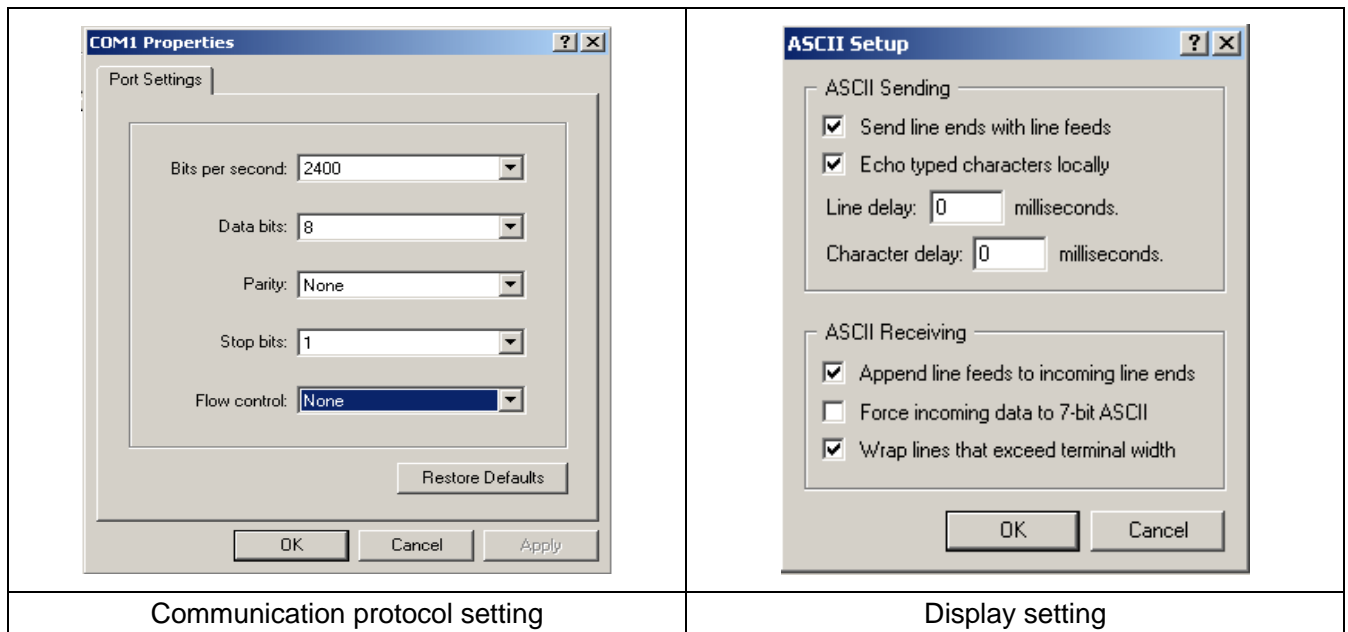 COM1 Properties
Port Settings
Bits per second: 2400
Data bits: 8
Parity: None
Stop bits: 1
Flow control: None
Restore Defaults
OK Cancel Apply
Communication protocol setting
ASCII Setup
ASCII Sending
Send line ends with line feeds
Echo typed characters locally
Line delay: 0 milliseconds.
Character delay: 0 milliseconds.
ASCII Receiving
Append line feeds to incoming line ends
Force incoming data to 7-bit ASCII
Wrap lines that exceed terminal width
OK Cancel
Display setting